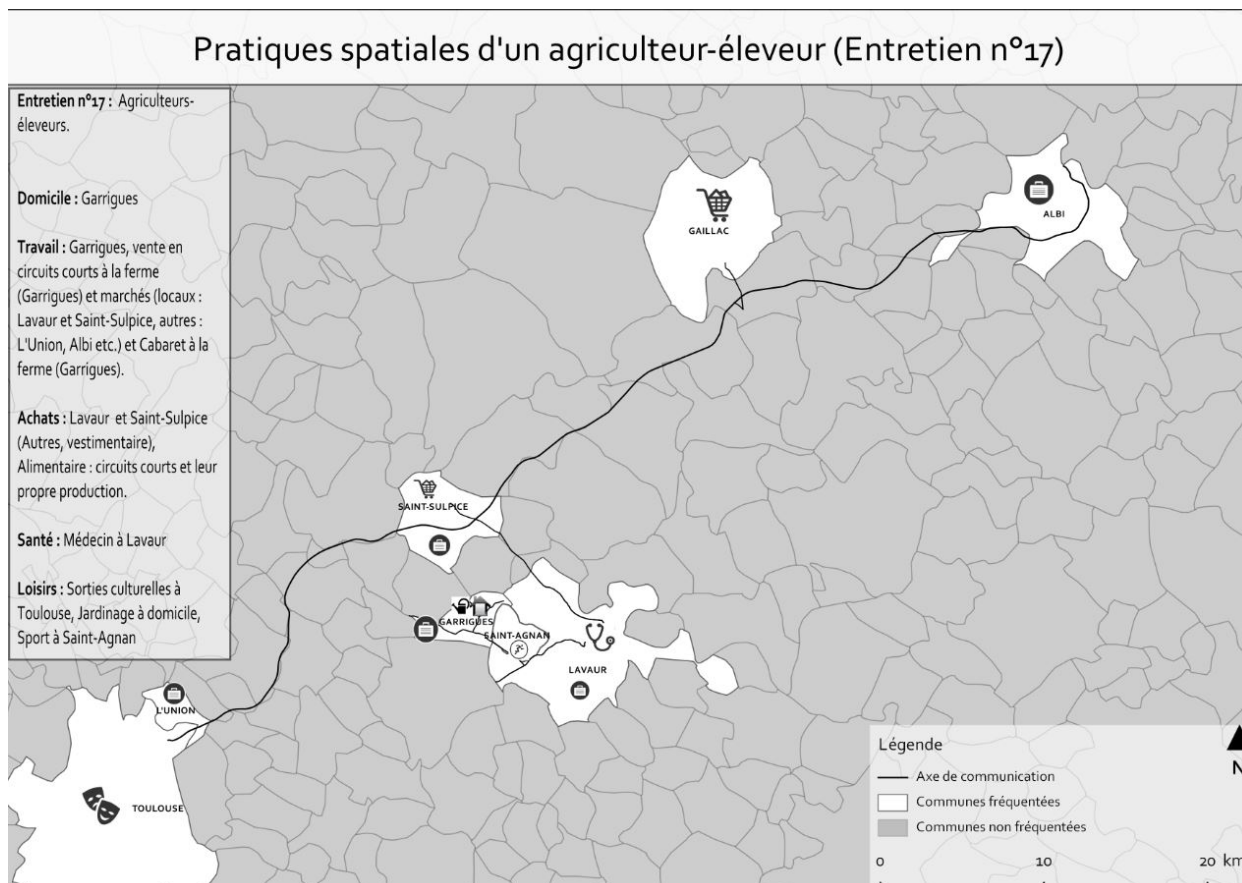 Pratiques spatiales d'un agriculteur-éleveur (Entretien n°17)
Entretien n°17 : Agriculteurs-
éleveurs.
Domicile : Garrigues
Travail : Garrigues, vente en
circuits courts à la ferme
(Garrigues) et marchés (locaux :
Lavaur et Saint-Sulpice, autres :
L'Union, Albi etc.) et Cabaret à la
ferme (Garrigues).
Achats : Lavaur et Saint-Sulpice
(Autres, vestimentaire),
Alimentaire : circuits courts et leur
propre production.
Santé : Médecin à Lavaur
Loisirs : Sorties culturelles à
Toulouse, Jardinage à domicile,
Sport à Saint-Agnan
ALBI
GAILLAC
SAINT-SULPICE
GARRIGUES
SAINT-AGNAN
LAVAUR
L'UNION
TOULOUSE
Légende
Axe de communication
Communes fréquentées
Communes non fréquentées
N
0 10 20 km